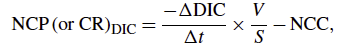 NCP (or CR)DIC = −ΔDIC/Δt × V/S − NCC,